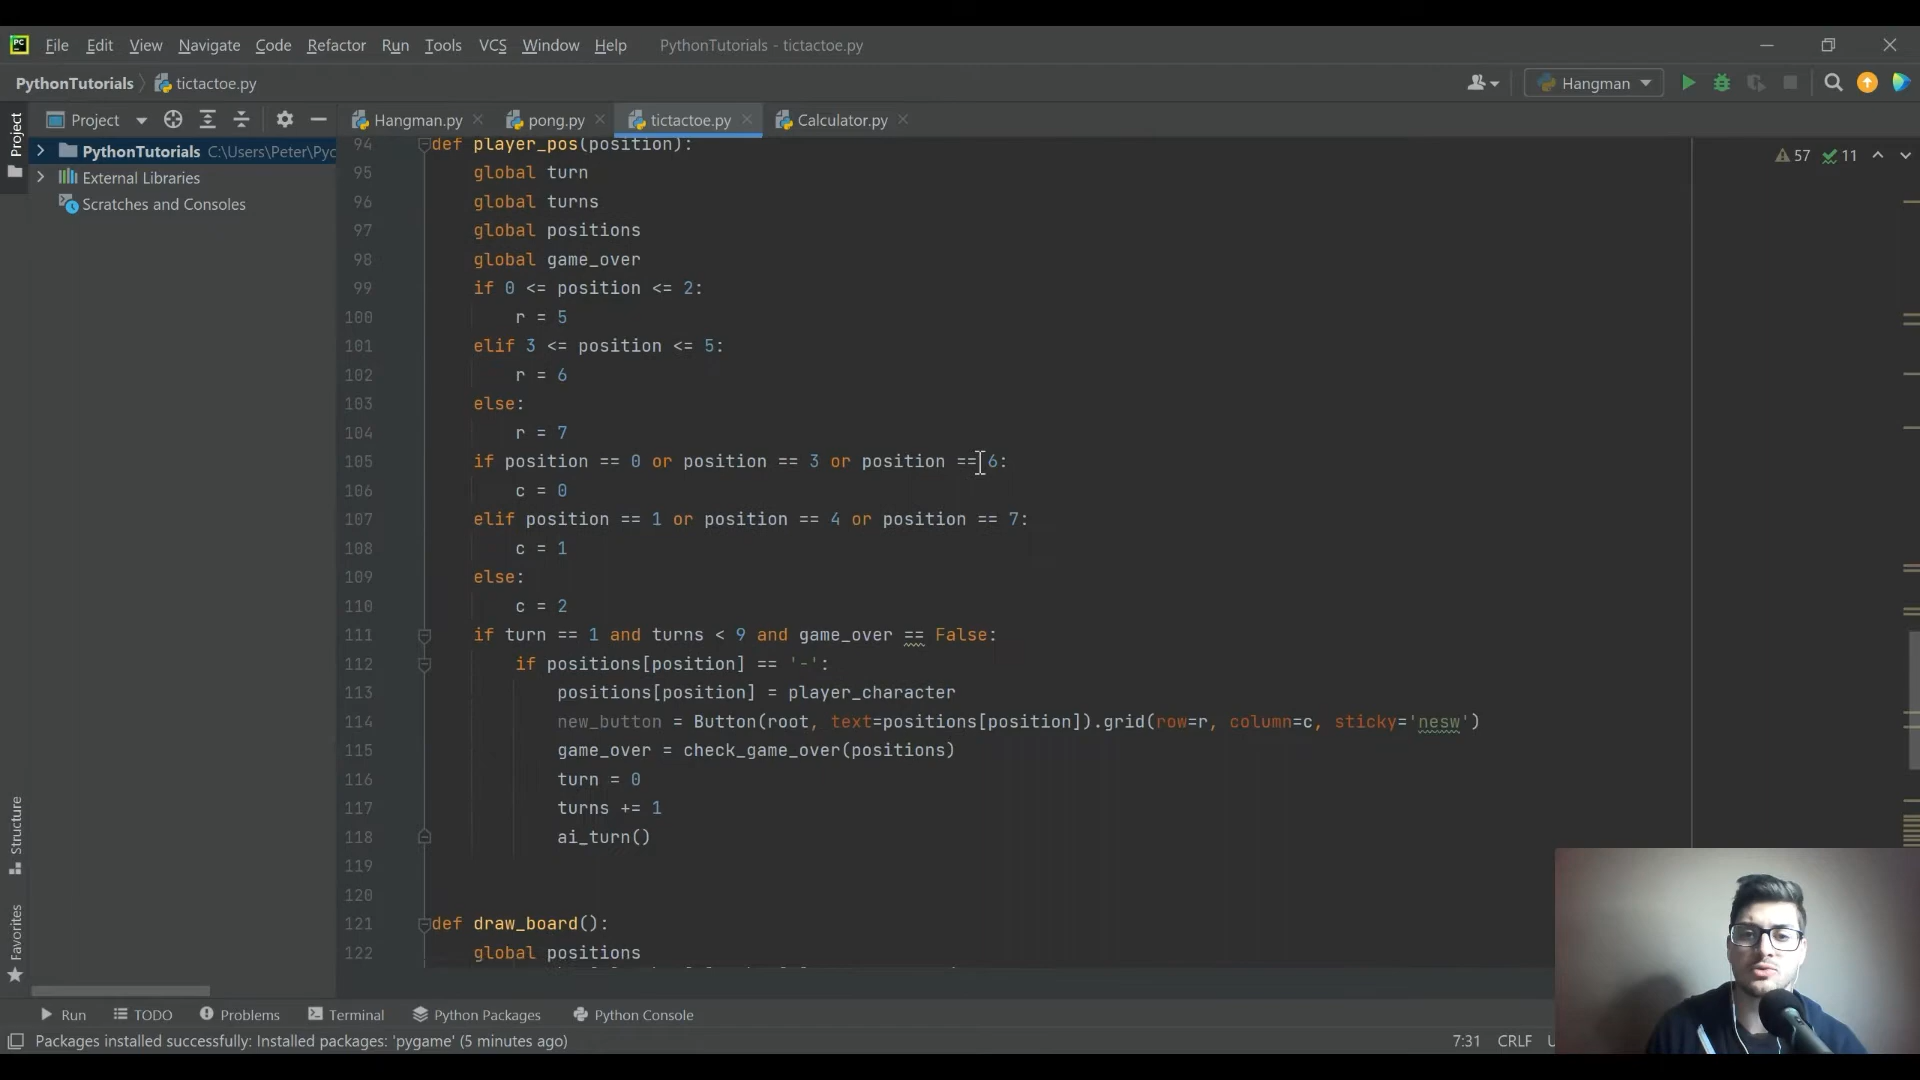 PC File Edit View Navigate Code Refactor Run Tools VCS Window Help PythonTutorials - tictactoe.py
PythonTutorials tictactoe.py Hangman
Project Hangman.py pong.py tictactoe.py Calculator.py
Project
PythonTutorials C:\Users\Peter\Pyc
External Libraries
Scratches and Consoles
57 11
94 def player_pos(position):
95 global turn
96 global turns
97 global positions
98 global game_over
99 if 0 <= position <= 2:
100 r = 5
101 elif 3 <= position <= 5:
102 r = 6
103 else:
104 r = 7
105 if position == 0 or position == 3 or position == 6:
106 c = 0
107 elif position == 1 or position == 4 or position == 7:
108 c = 1
109 else:
110 c = 2
111 if turn == 1 and turns < 9 and game_over == False:
112 if positions[position] == '-':
113 positions[position] = player_character
114 new_button = Button(root, text=positions[position]).grid(row=r, column=c, sticky='nesw')
115 game_over = check_game_over(positions)
116 turn = 0
117 turns += 1
118 ai_turn()
119
120
121 def draw_board():
122 global positions
Structure
Favorites
Run TODO Problems Terminal Python Packages Python Console
Packages installed successfully: Installed packages: 'pygame' (5 minutes ago) 7:31 CRLF